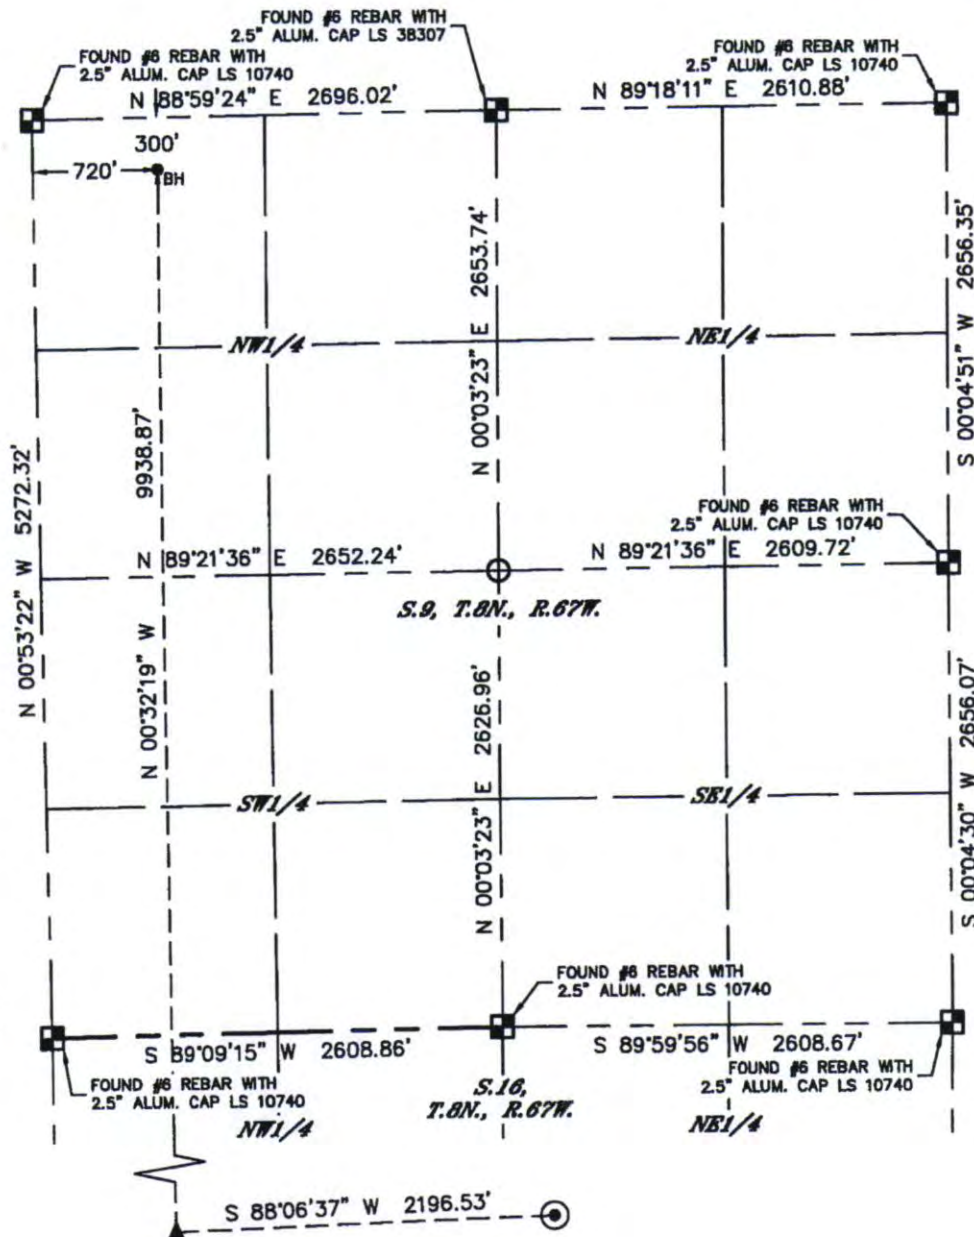 FOUND #6 REBAR WITH
2.5" ALUM. CAP LS 38307
FOUND #6 REBAR WITH
2.5" ALUM. CAP LS 10740
FOUND #6 REBAR WITH
2.5" ALUM. CAP LS 10740
N 88°59'24" E 2696.02'
N 89°18'11" E 2610.88'
300'
720'
BH
N 00°03'23" E 2653.74'
S 00°04'51" W 2656.35'
NW1/4
NE1/4
9938.87'
N 00°53'22" W 5272.32'
FOUND #6 REBAR WITH
2.5" ALUM. CAP LS 10740
N 89°21'36" E 2652.24'
N 89°21'36" E 2609.72'
S.9, T.8N., R.67W.
N 00°32'19" W
N 00°03'23" E 2626.96'
S 00°04'30" W 2656.07'
SW1/4
SE1/4
FOUND #6 REBAR WITH
2.5" ALUM. CAP LS 10740
S 89°09'15" W 2608.86'
S 89°59'56" W 2608.67'
FOUND #6 REBAR WITH
2.5" ALUM. CAP LS 10740
FOUND #6 REBAR WITH
2.5" ALUM. CAP LS 10740
S.16,
T.8N., R.67W.
NW1/4
NE1/4
S 88°06'37" W 2196.53'